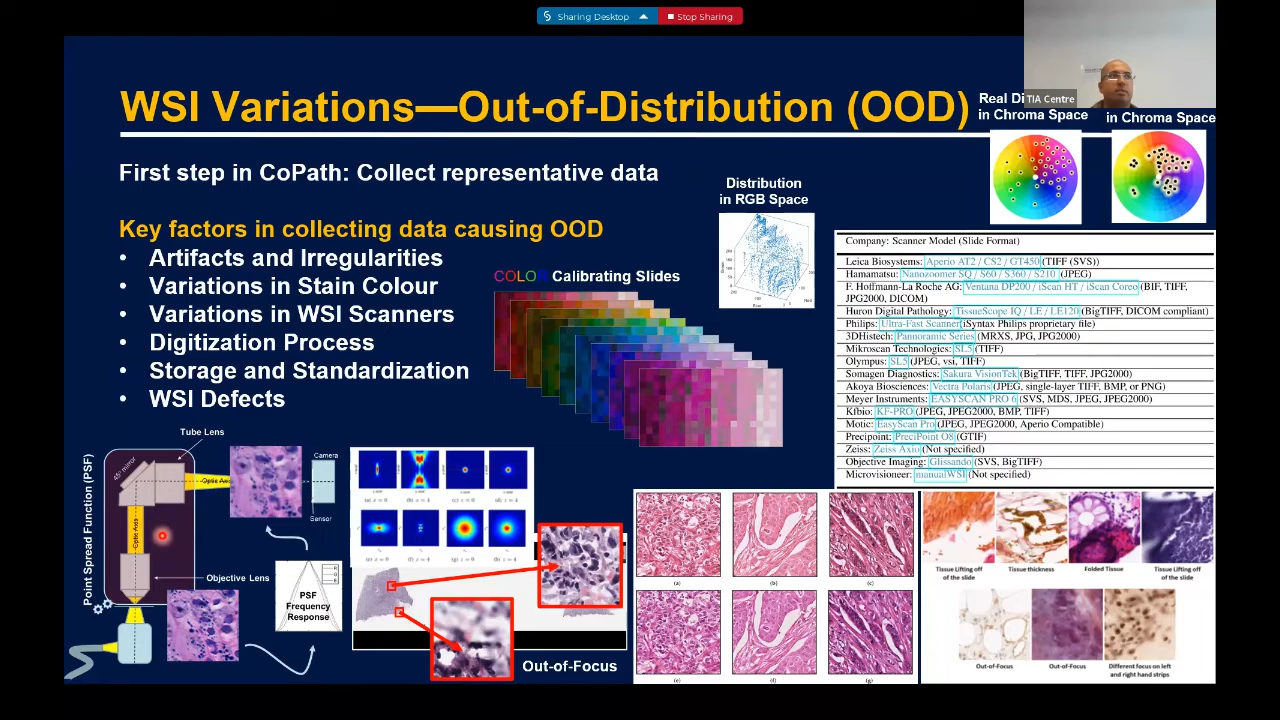 Sharing Desktop
Stop Sharing
WSI Variations—Out-of-Distribution (OOD)
Real Di
in Chroma Space
TIA Centre
in Chroma Space
First step in CoPath: Collect representative data
Key factors in collecting data causing OOD
• Artifacts and Irregularities
• Variations in Stain Colour
• Variations in WSI Scanners
• Digitization Process
• Storage and Standardization
• WSI Defects
Distribution
in RGB Space
COLOR Calibrating Slides
Company: Scanner Model (Slide Format)
Leica Biosystems: Aperio AT2 / CS2 / GT450 (TIFF (SVS))
Hamamatsu: Nanozoomer SQ / S60 / S360 / S210 (JPEG)
F. Hoffmann-La Roche AG: Ventana DP200 / iScan HT / iScan Coreo (BIF, TIFF,
JPG2000, DICOM)
Huron Digital Pathology: TissueScope IQ / LE / LE120 (BigTIFF, DICOM compliant)
Philips: Ultra-Fast Scanner (iSyntax Philips proprietary file)
3DHistech: Pannoramic Series (MRXS, JPG, JPG2000)
Mikroscan Technologies: SL5 (TIFF)
Olympus: SL5 (JPEG, vsi, TIFF)
Somagen Diagnostics: Sakura VisionTek (BigTIFF, TIFF, JPG2000)
Akoya Biosciences: Vectra Polaris (JPEG, single-layer TIFF, BMP, or PNG)
Meyer Instruments: EASYSCAN PRO 6 (SVS, MDS, JPEG, JPEG2000)
Kfbio: KF-PRO (JPEG, JPEG2000, BMP, TIFF)
Motic: EasyScan Pro (JPEG, JPEG2000, Aperio Compatible)
Precipoint: PreciPoint O8 (GTIF)
Zeiss: Zeiss Axio (Not specified)
Objective Imaging: Glissando (SVS, BigTIFF)
Microvisioneer: manualWSI (Not specified)
Point Spread Function (PSF)
Tube Lens
45° mirror
Optic Axis
Optic Axis
Camera
Sensor
Objective Lens
PSF
Frequency
Response
Out-of-Focus
(a) (b) (c)
(e) (f) (g)
Tissue Lifting off
of the slide
Tissue thickness
Folded Tissue
Tissue Lifting off
of the slide
Out-of-Focus
Out-of-Focus
Different focus on left
and right hand strips